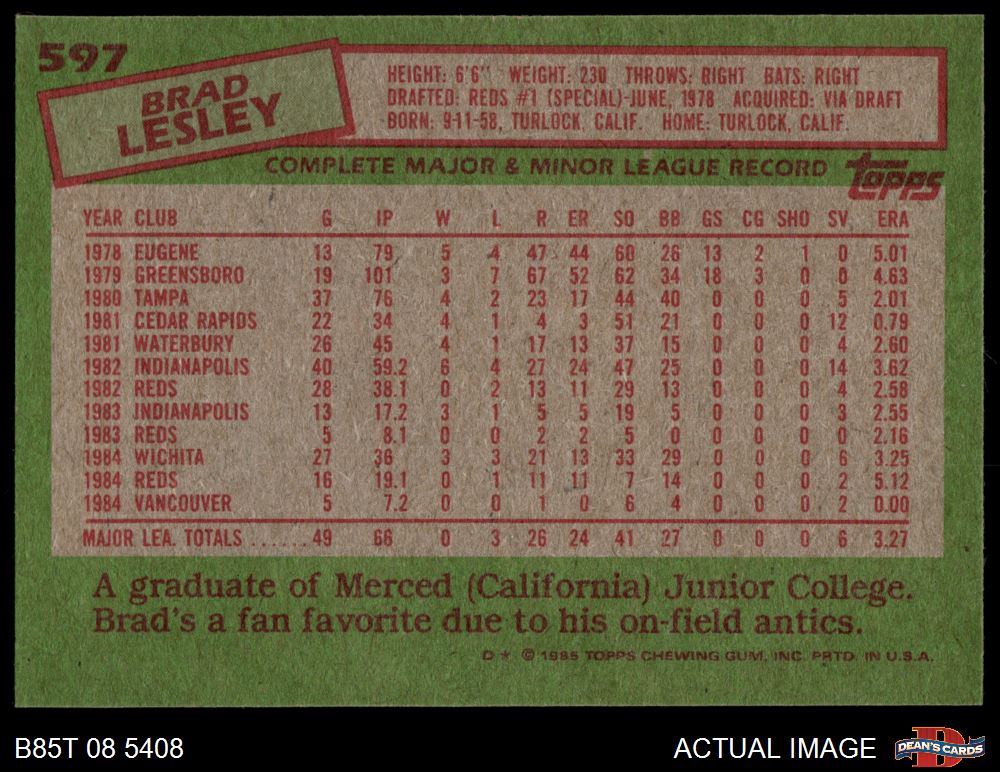 597
BRAD
LESLEY
HEIGHT: 6'6" WEIGHT: 230 THROWS: RIGHT BATS: RIGHT
DRAFTED: REDS #1 (SPECIAL)-JUNE, 1978 ACQUIRED: VIA DRAFT
BORN: 9-11-58, TURLOCK, CALIF. HOME: TURLOCK, CALIF.
COMPLETE MAJOR & MINOR LEAGUE RECORD
topps
YEAR CLUB G IP W L R ER SO BB GS CG SHO SV ERA
1978 EUGENE 13 79 5 4 47 44 60 26 13 2 1 0 5.01
1979 GREENSBORO 19 101 3 7 67 52 62 34 18 3 0 0 4.63
1980 TAMPA 37 76 4 2 23 17 44 40 0 0 0 5 2.01
1981 CEDAR RAPIDS 22 34 4 1 4 3 51 21 0 0 0 12 0.79
1981 WATERBURY 26 45 4 1 17 13 37 15 0 0 0 4 2.60
1982 INDIANAPOLIS 40 59.2 6 4 27 24 47 25 0 0 0 14 3.62
1982 REDS 28 38.1 0 2 13 11 29 13 0 0 0 4 2.58
1983 INDIANAPOLIS 13 17.2 3 1 5 5 19 5 0 0 0 3 2.55
1983 REDS 5 8.1 0 0 2 2 5 0 0 0 0 0 2.16
1984 WICHITA 27 36 3 3 21 13 33 29 0 0 0 6 3.25
1984 REDS 16 19.1 0 1 11 11 7 14 0 0 0 2 5.12
1984 VANCOUVER 5 7.2 0 0 1 0 6 4 0 0 0 2 0.00
MAJOR LEA. TOTALS ......49 66 0 3 26 24 41 27 0 0 0 6 3.27
A graduate of Merced (California) Junior College.
Brad's a fan favorite due to his on-field antics.
D* © 1985 TOPPS CHEWING GUM, INC. PRTD. IN U.S.A.
B85T 08 5408
ACTUAL IMAGE
DEAN'S CARDS